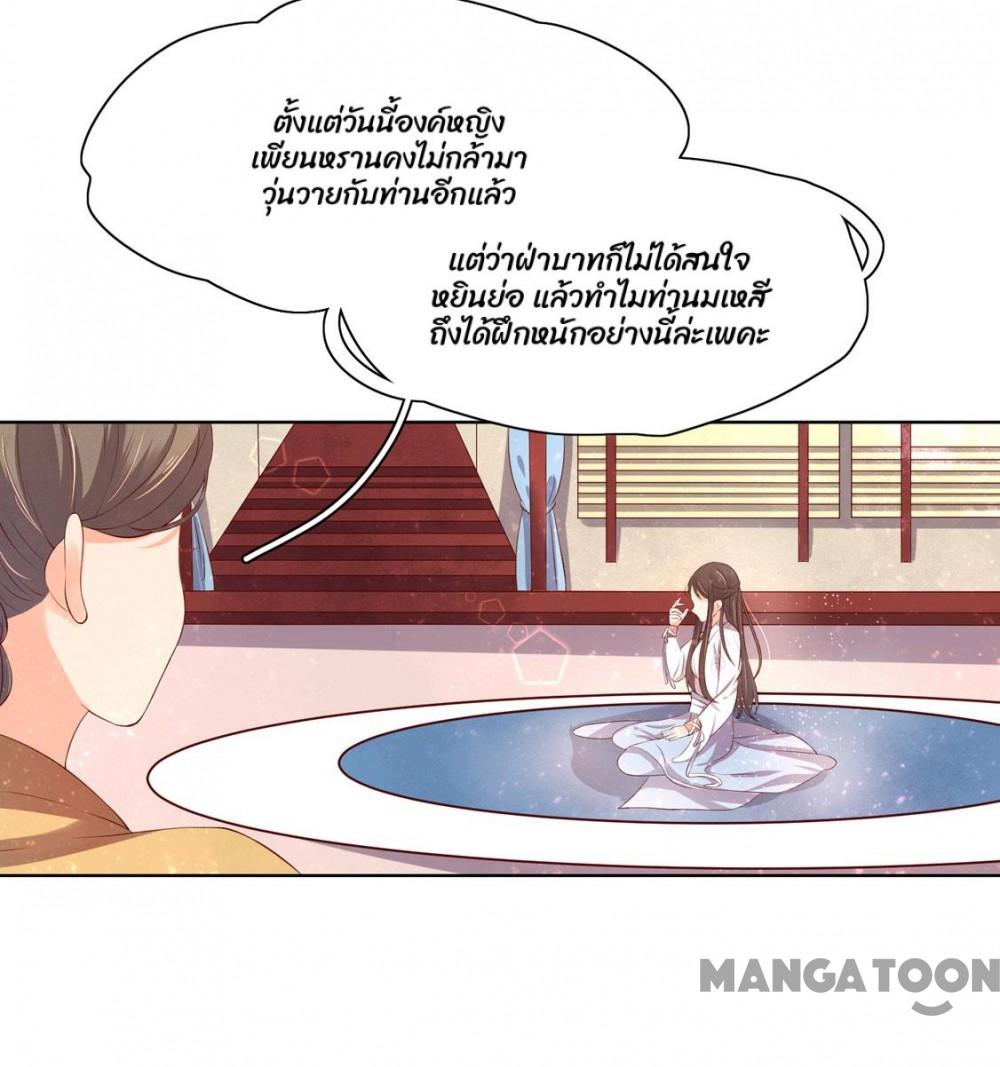 ตั้งแต่วันนี้องค์หญิง
เพียนหรานคงไม่กล้ามา
วุ่นวายกับท่านอีกแล้ว
แต่ว่าฝ่าบาทก็ไม่ได้สนใจ
หยินย่อ แล้วทำไมท่านมเหสี
ถึงได้ฝึกหนักอย่างนี้ล่ะเพคะ
MANGATOON